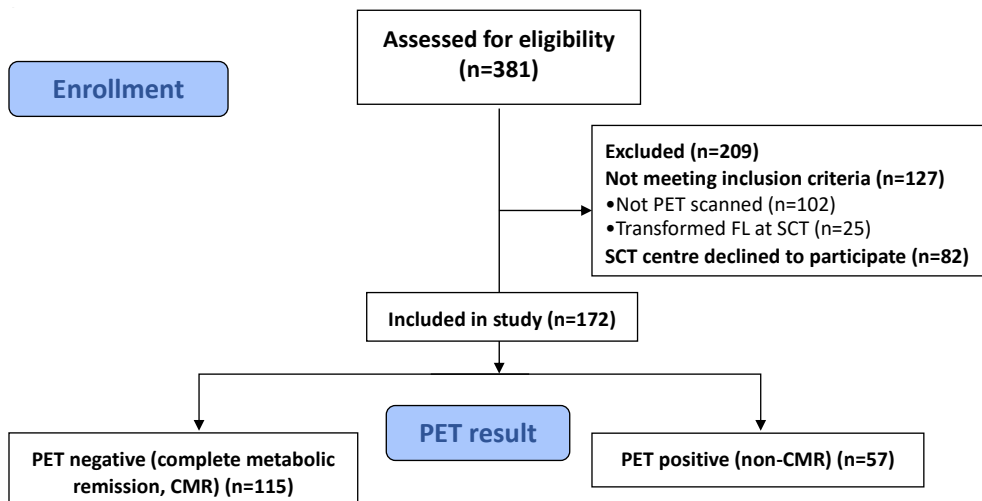 Assessed for eligibility
(n=381)
Enrollment
Excluded (n=209)
Not meeting inclusion criteria (n=127)
•Not PET scanned (n=102)
•Transformed FL at SCT (n=25)
SCT centre declined to participate (n=82)
Included in study (n=172)
PET result
PET negative (complete metabolic
remission, CMR) (n=115)
PET positive (non-CMR) (n=57)